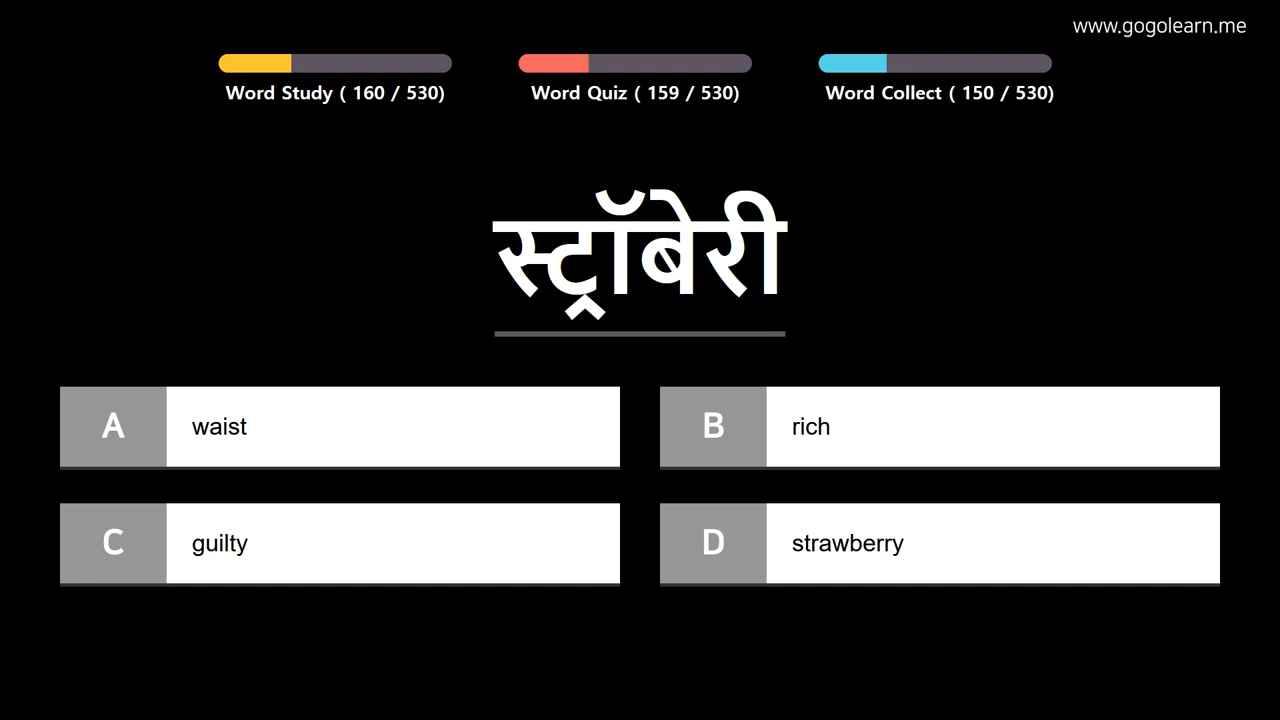 www.gogolearn.me
Word Study ( 160 / 530)
Word Quiz ( 159 / 530)
Word Collect ( 150 / 530)
स्ट्रॉबेरी
A waist
B rich
C guilty
D strawberry